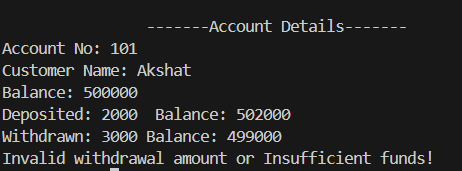 -------Account Details-------
Account No: 101
Customer Name: Akshat
Balance: 500000
Deposited: 2000  Balance: 502000
Withdrawn: 3000 Balance: 499000
Invalid withdrawal amount or Insufficient funds!